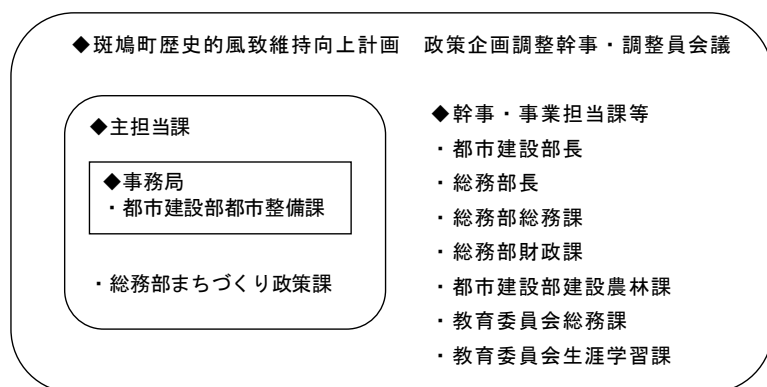 ◆斑鳩町歴史的風致維持向上計画　政策企画調整幹事・調整員会議
◆主担当課
◆事務局
・都市建設部都市整備課
・総務部まちづくり政策課
◆幹事・事業担当課等
・都市建設部長
・総務部長
・総務部総務課
・総務部財政課
・都市建設部建設農林課
・教育委員会総務課
・教育委員会生涯学習課